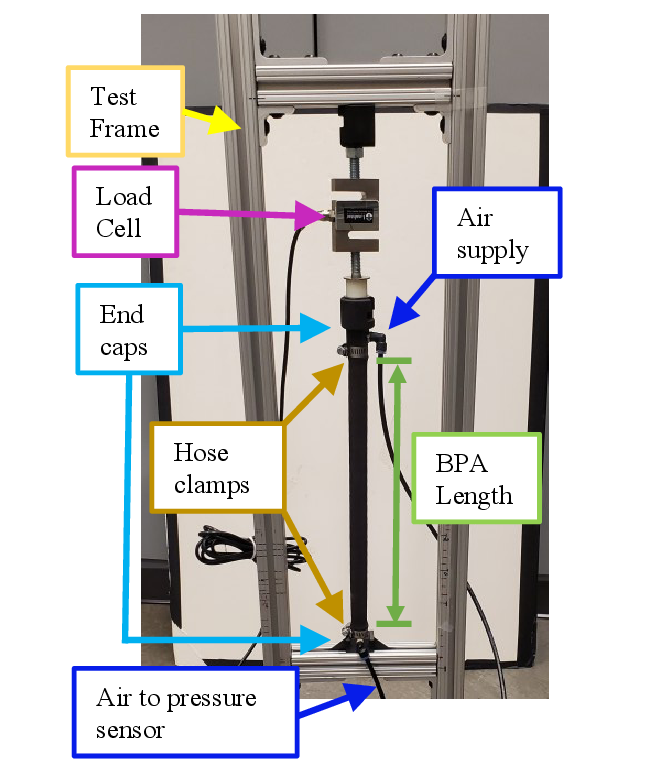 Test
Frame
Load
Cell
Air
supply
End
caps
Hose
clamps
BPA
Length
Air to pressure
sensor